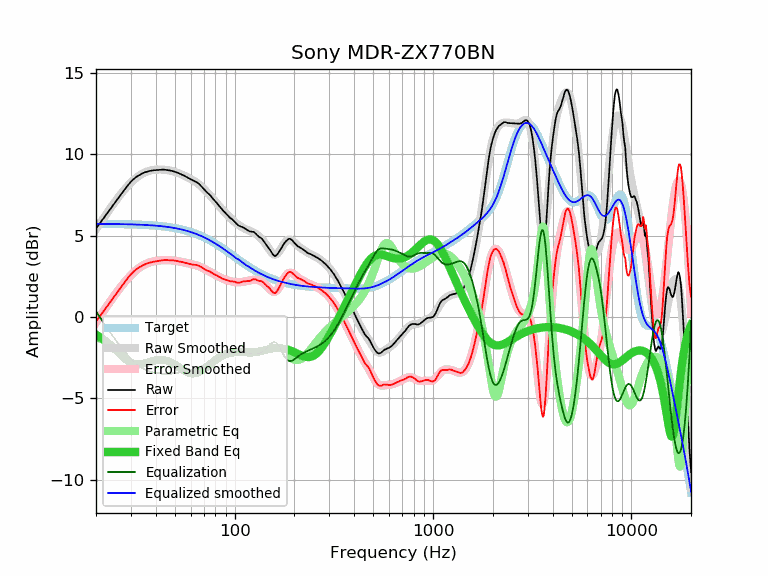 Sony MDR-ZX770BN
15
10
5
0
−5
−10
Amplitude (dBr)
Target
Raw Smoothed
Error Smoothed
Raw
Error
Parametric Eq
Fixed Band Eq
Equalization
Equalized smoothed
100
1000
10000
Frequency (Hz)